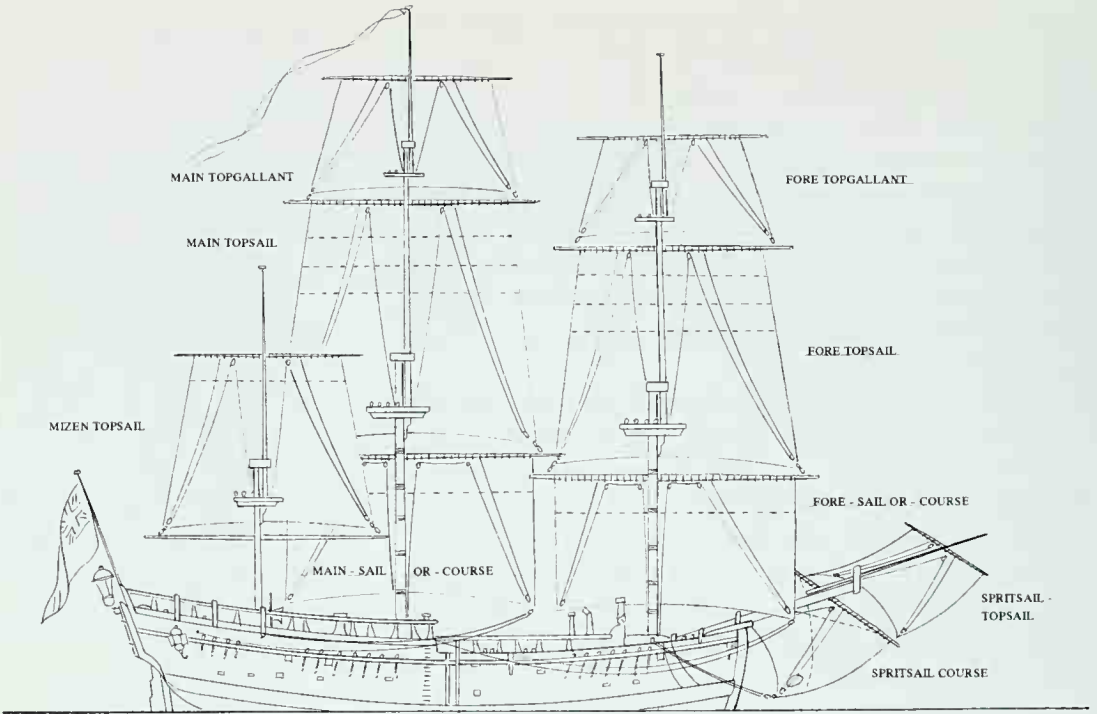 MAIN TOPGALLANT
FORE TOPGALLANT
MAIN TOPSAIL
FORE TOPSAIL
MIZEN TOPSAIL
FORE - SAIL OR - COURSE
MAIN - SAIL OR - COURSE
SPRITSAIL -
TOPSAIL
SPRITSAIL COURSE